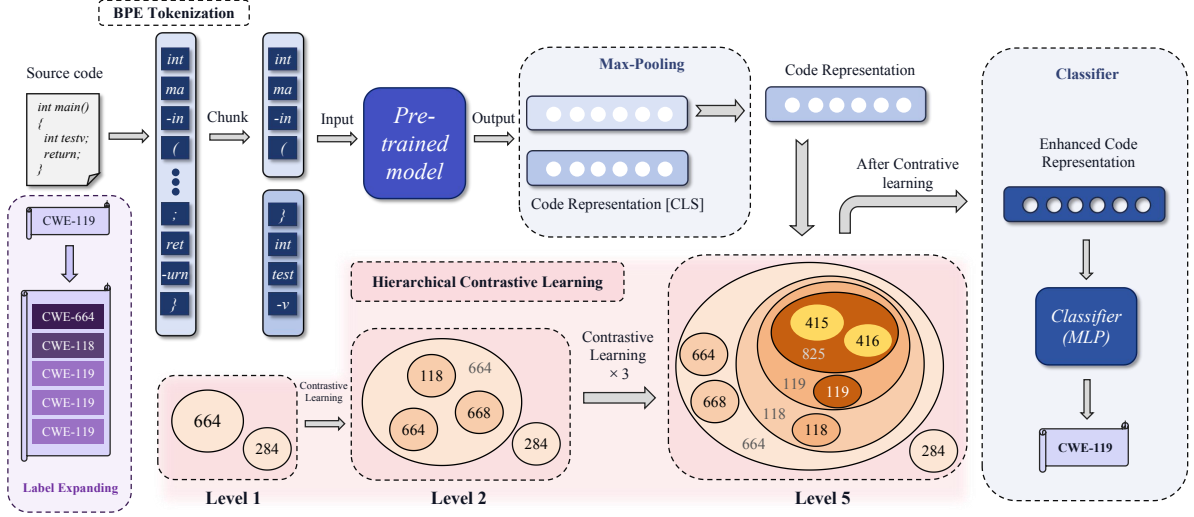 BPE Tokenization
Source code
int main()
{
int testv;
return;
}
int
ma
-in
(
;
ret
-urn
}
Chunk
int
ma
-in
(
}
int
test
-v
Input
Pre-
trained
model
Output
Max-Pooling
Code Representation [CLS]
Code Representation
After Contrative
learning
Classifier
Enhanced Code
Representation
Classifier
(MLP)
CWE-119
CWE-119
CWE-664
CWE-118
CWE-119
CWE-119
CWE-119
Label Expanding
Hierarchical Contrastive Learning
664
284
Level 1
Contrastive
Learning
118
664
668
664
284
Level 2
Contrastive
Learning
× 3
415
416
825
664
119
119
668
118
118
664
284
Level 5